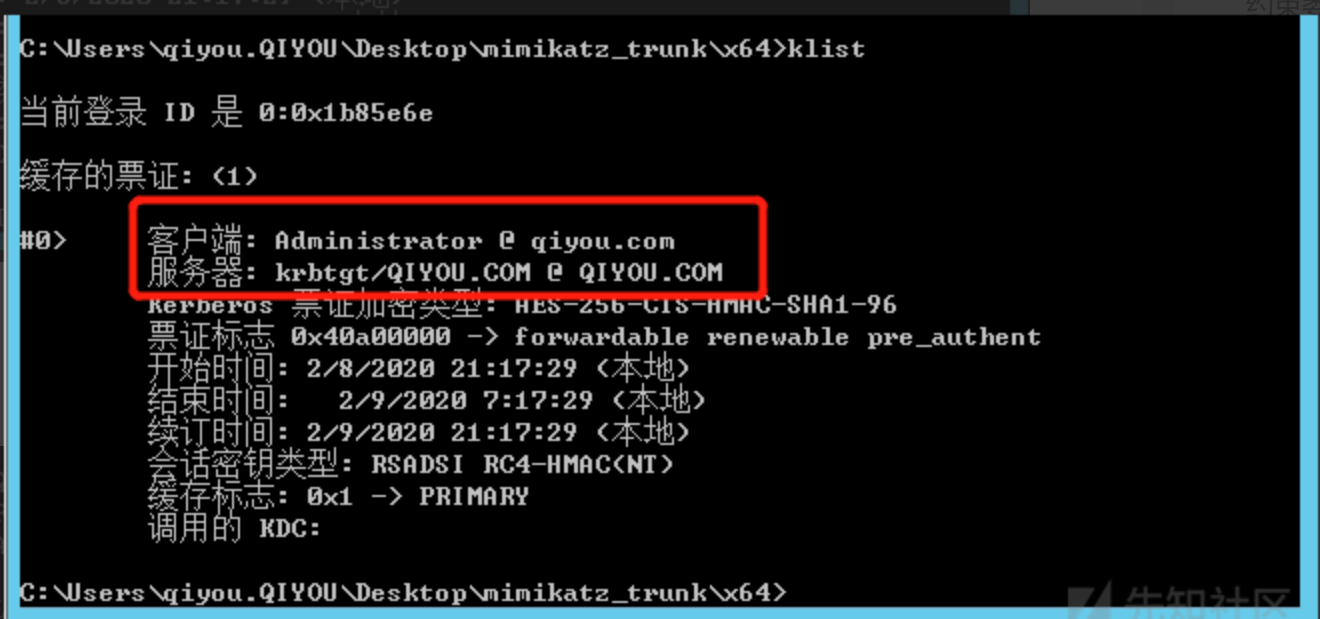 C:\Users\qiyou.QIYOU\Desktop\mimikatz_trunk\x64>klist
当前登录 ID 是 0:0x1b85e6e
缓存的票证: (1)
#0> 客户端: Administrator @ qiyou.com
服务器: krbtgt/QIYOU.COM @ QIYOU.COM
Kerberos 票证加密类型: AES-256-CTS-HMAC-SHA1-96
票证标志 0x40a00000 -> forwardable renewable pre_authent
开始时间: 2/8/2020 21:17:29 (本地)
结束时间: 2/9/2020 7:17:29 (本地)
续订时间: 2/9/2020 21:17:29 (本地)
会话密钥类型: RSADSI RC4-HMAC(NT)
缓存标志: 0x1 -> PRIMARY
调用的 KDC:
C:\Users\qiyou.QIYOU\Desktop\mimikatz_trunk\x64>
先知社区